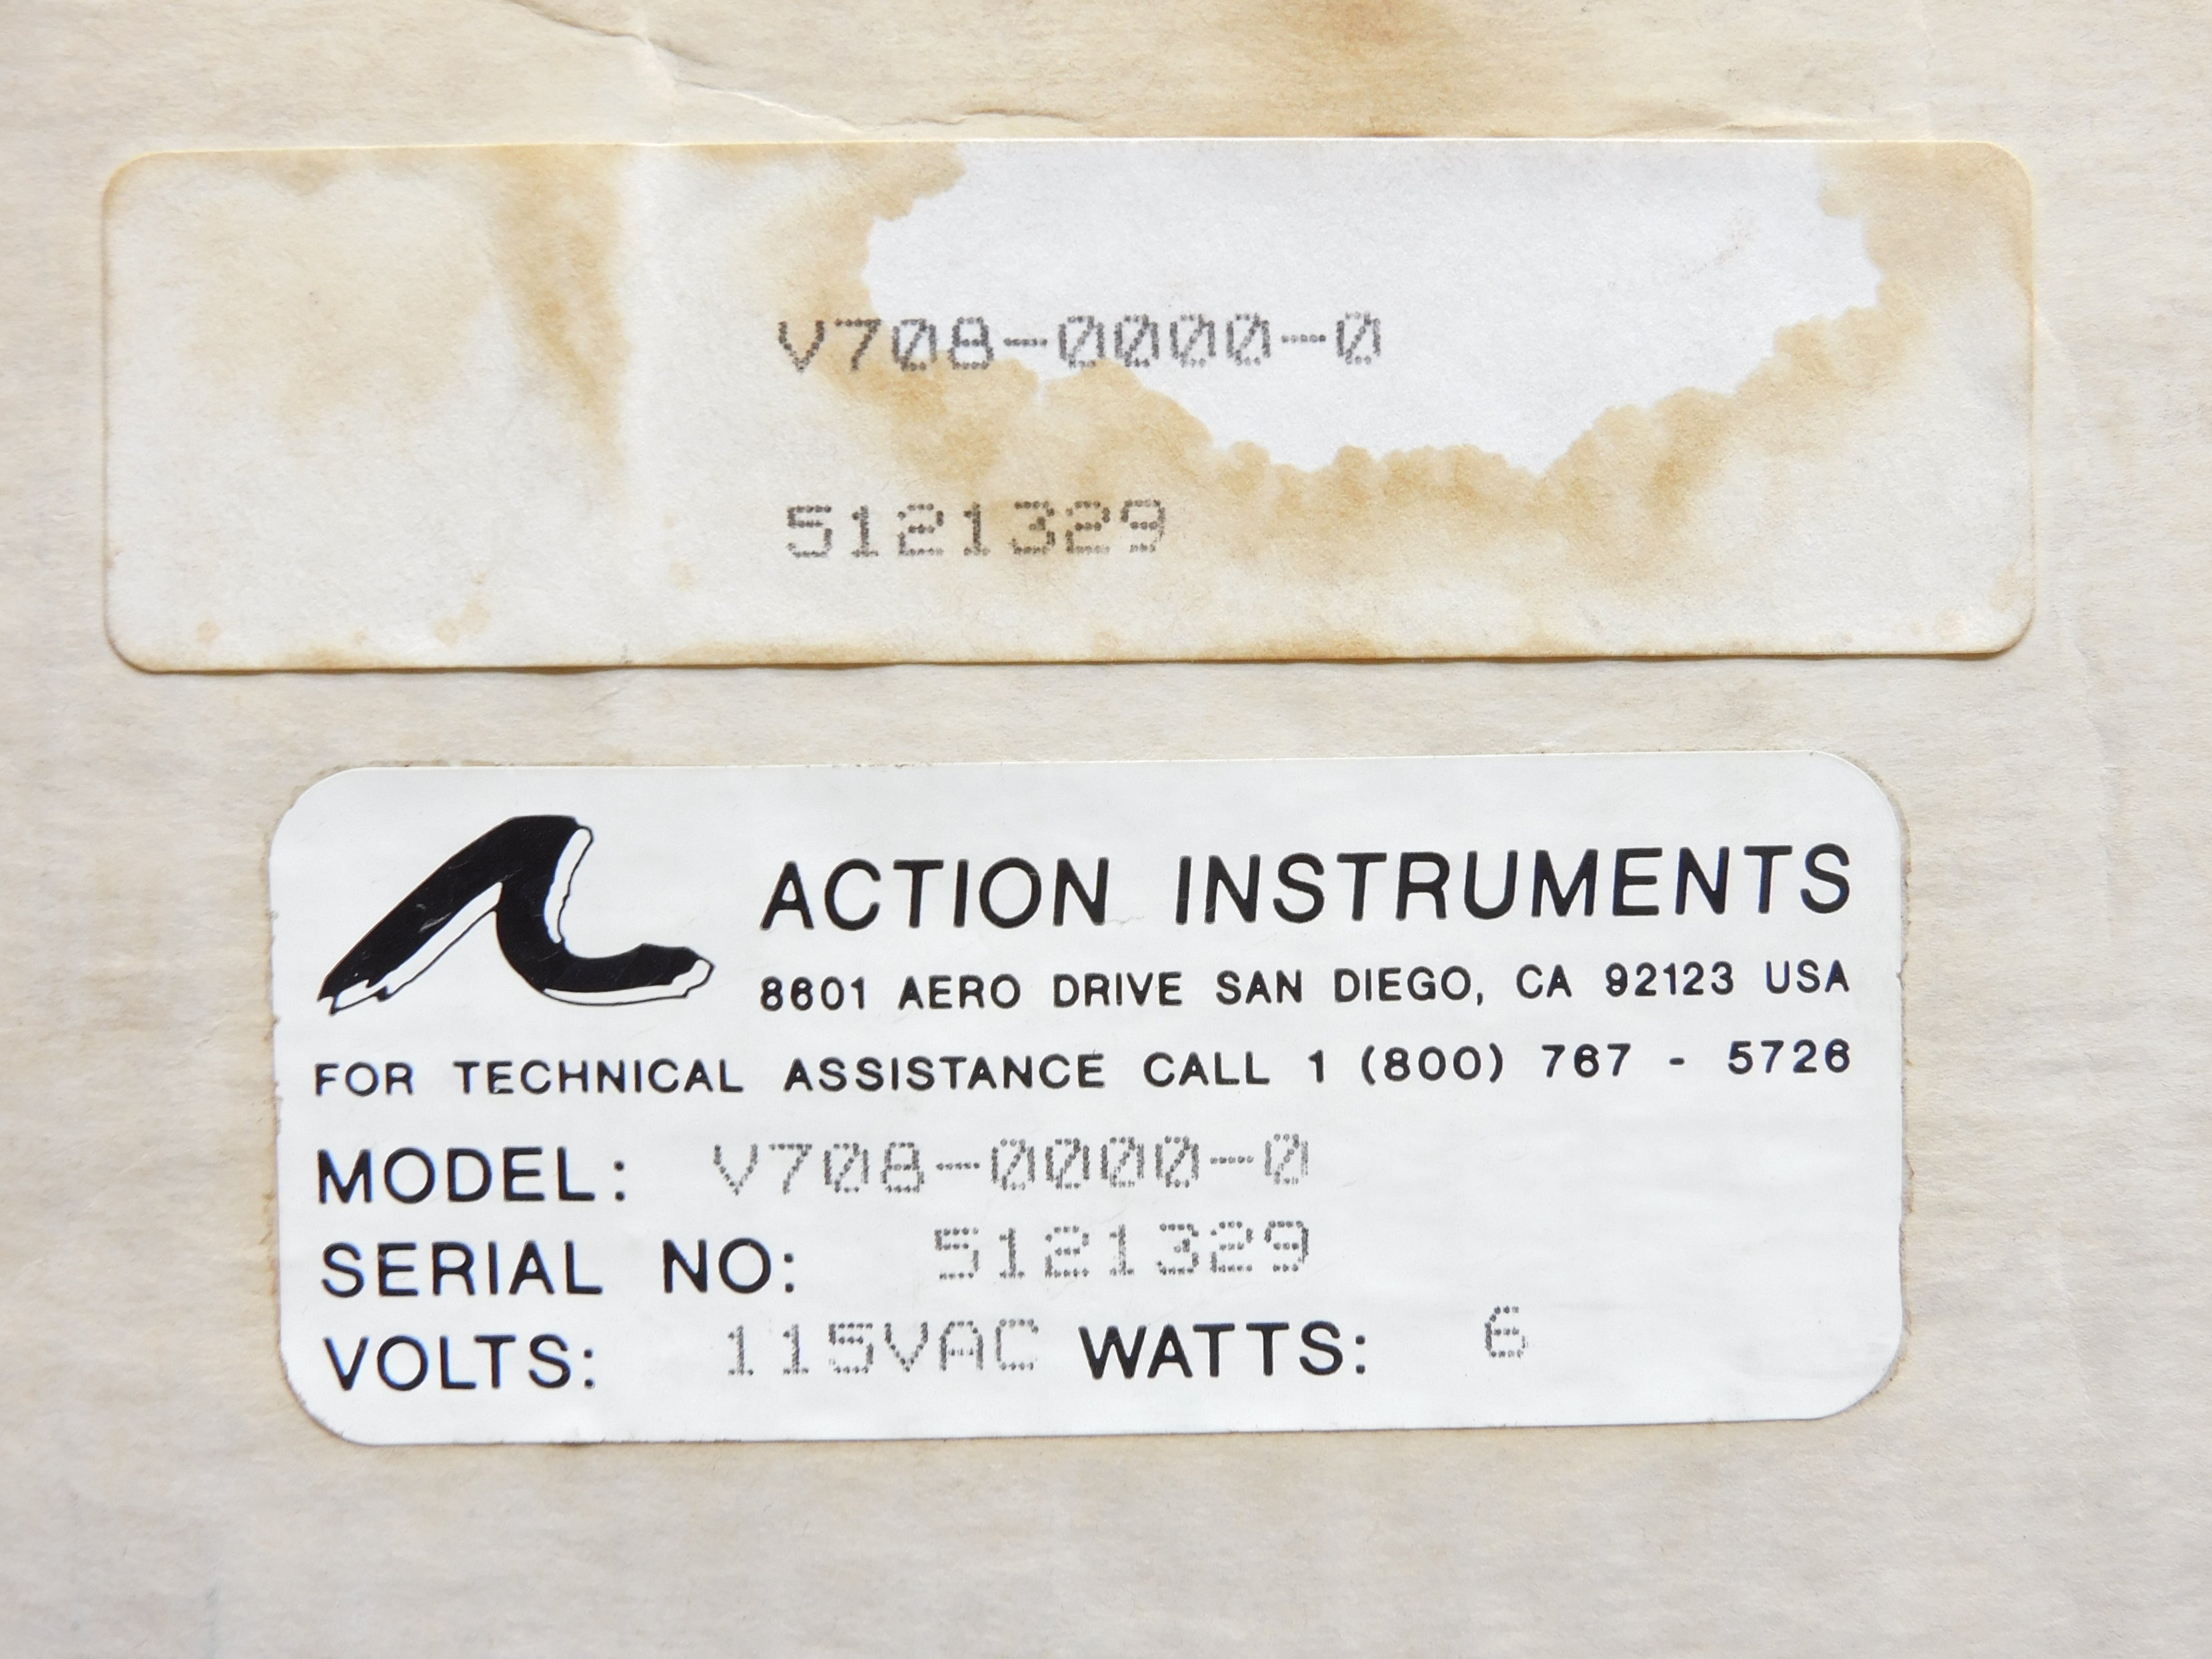 V708-0000-0
5121329
ACTION INSTRUMENTS
8601 AERO DRIVE SAN DIEGO, CA 92123 USA
FOR TECHNICAL ASSISTANCE CALL 1 (800) 767 - 5726
MODEL: V708-0000-0
SERIAL NO: 5121329
VOLTS: 115VAC WATTS: 6